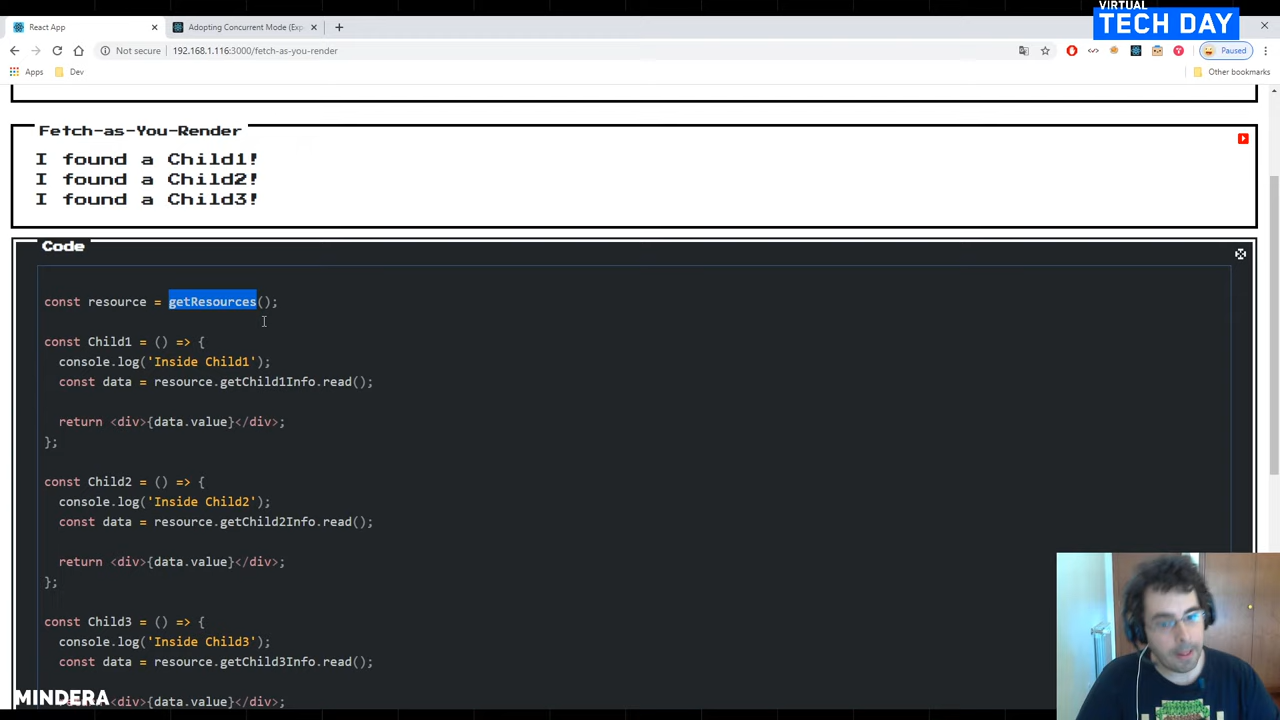 VIRTUAL
TECH DAY
React App
Adopting Concurrent Mode (Exp
Not secure
192.168.1.116:3000/fetch-as-you-render
Paused
Apps
Dev
Other bookmarks
Fetch-as-You-Render
I found a Child1!
I found a Child2!
I found a Child3!
Code
const resource = getResources();
const Child1 = () => {
console.log('Inside Child1');
const data = resource.getChild1Info.read();
return <div>{data.value}</div>;
};
const Child2 = () => {
console.log('Inside Child2');
const data = resource.getChild2Info.read();
return <div>{data.value}</div>;
};
const Child3 = () => {
console.log('Inside Child3');
const data = resource.getChild3Info.read();
return <div>{data.value}</div>;
MINDERA